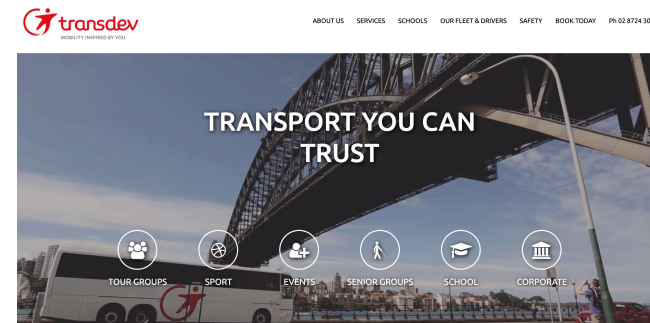 transdev
MOBILITY INSPIRED BY YOU
ABOUT US SERVICES SCHOOLS OUR FLEET & DRIVERS SAFETY BOOK TODAY Ph 02 8724 30
TRANSPORT YOU CAN
TRUST
TOUR GROUPS SPORT EVENTS SENIOR GROUPS SCHOOL CORPORATE